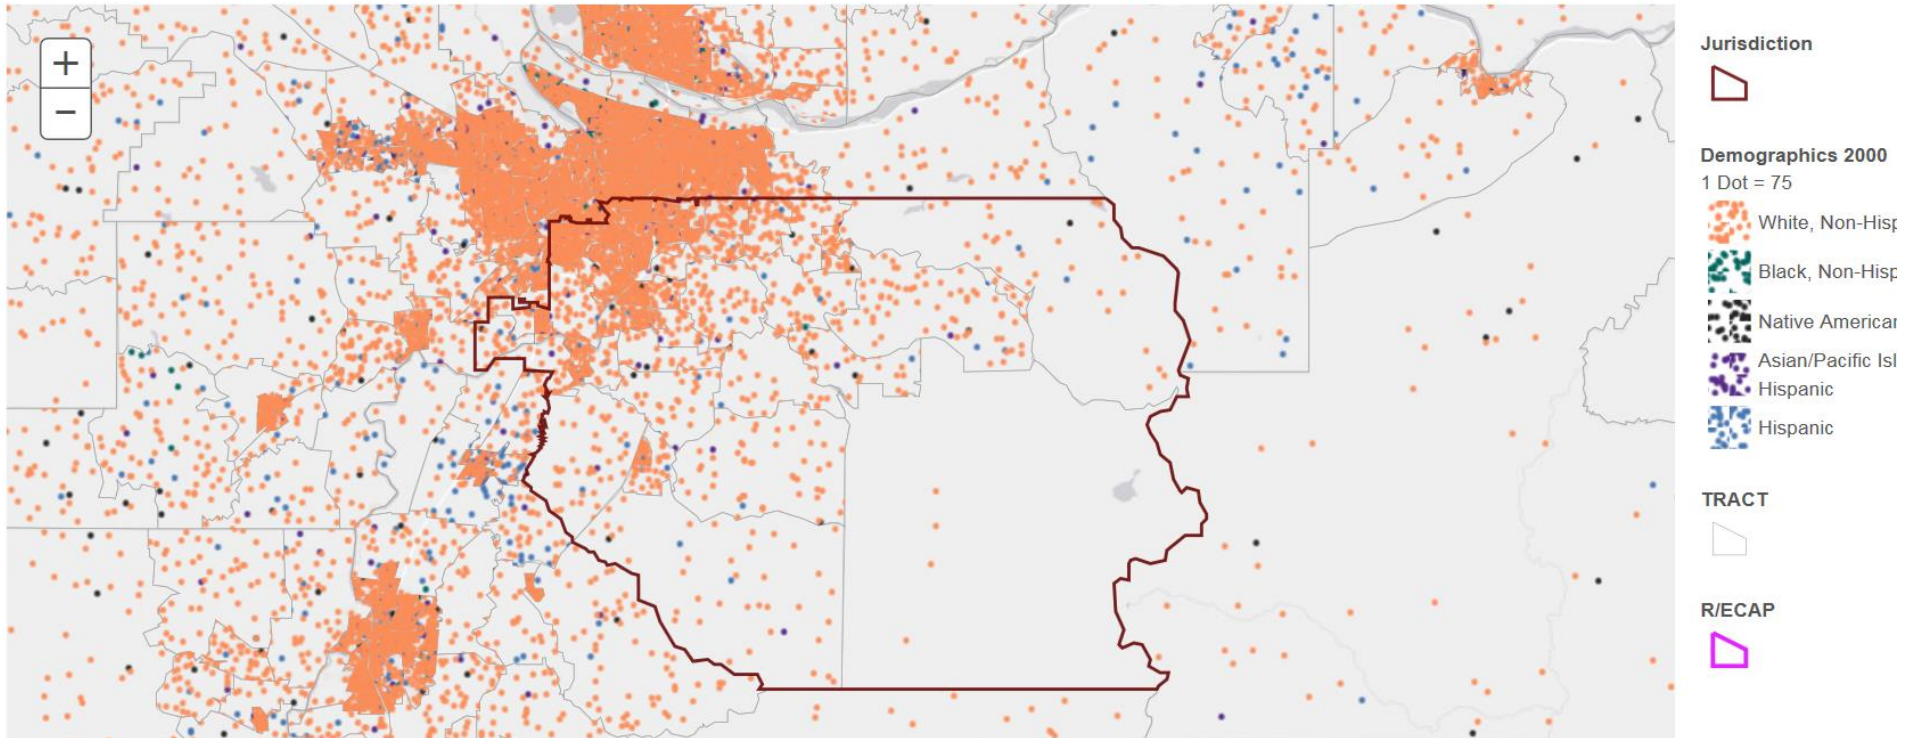 +
−
Jurisdiction
Demographics 2000
1 Dot = 75
White, Non-Hisp
Black, Non-Hisp
Native American
Asian/Pacific Isl
Hispanic
Hispanic
TRACT
R/ECAP